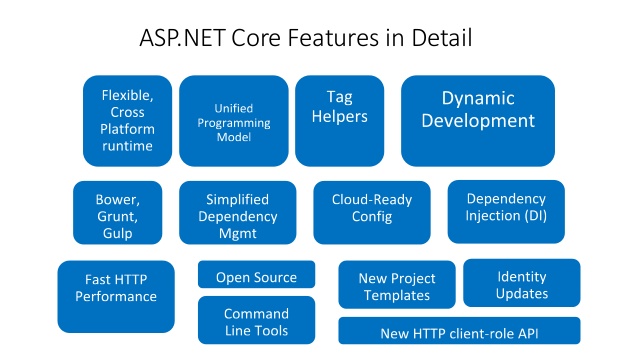 ASP.NET Core Features in Detail
Flexible,
Cross
Platform
runtime
Unified
Programming
Model
Tag
Helpers
Dynamic
Development
Bower,
Grunt,
Gulp
Simplified
Dependency
Mgmt
Cloud-Ready
Config
Dependency
Injection (DI)
Fast HTTP
Performance
Open Source
Command
Line Tools
New Project
Templates
Identity
Updates
New HTTP client-role API